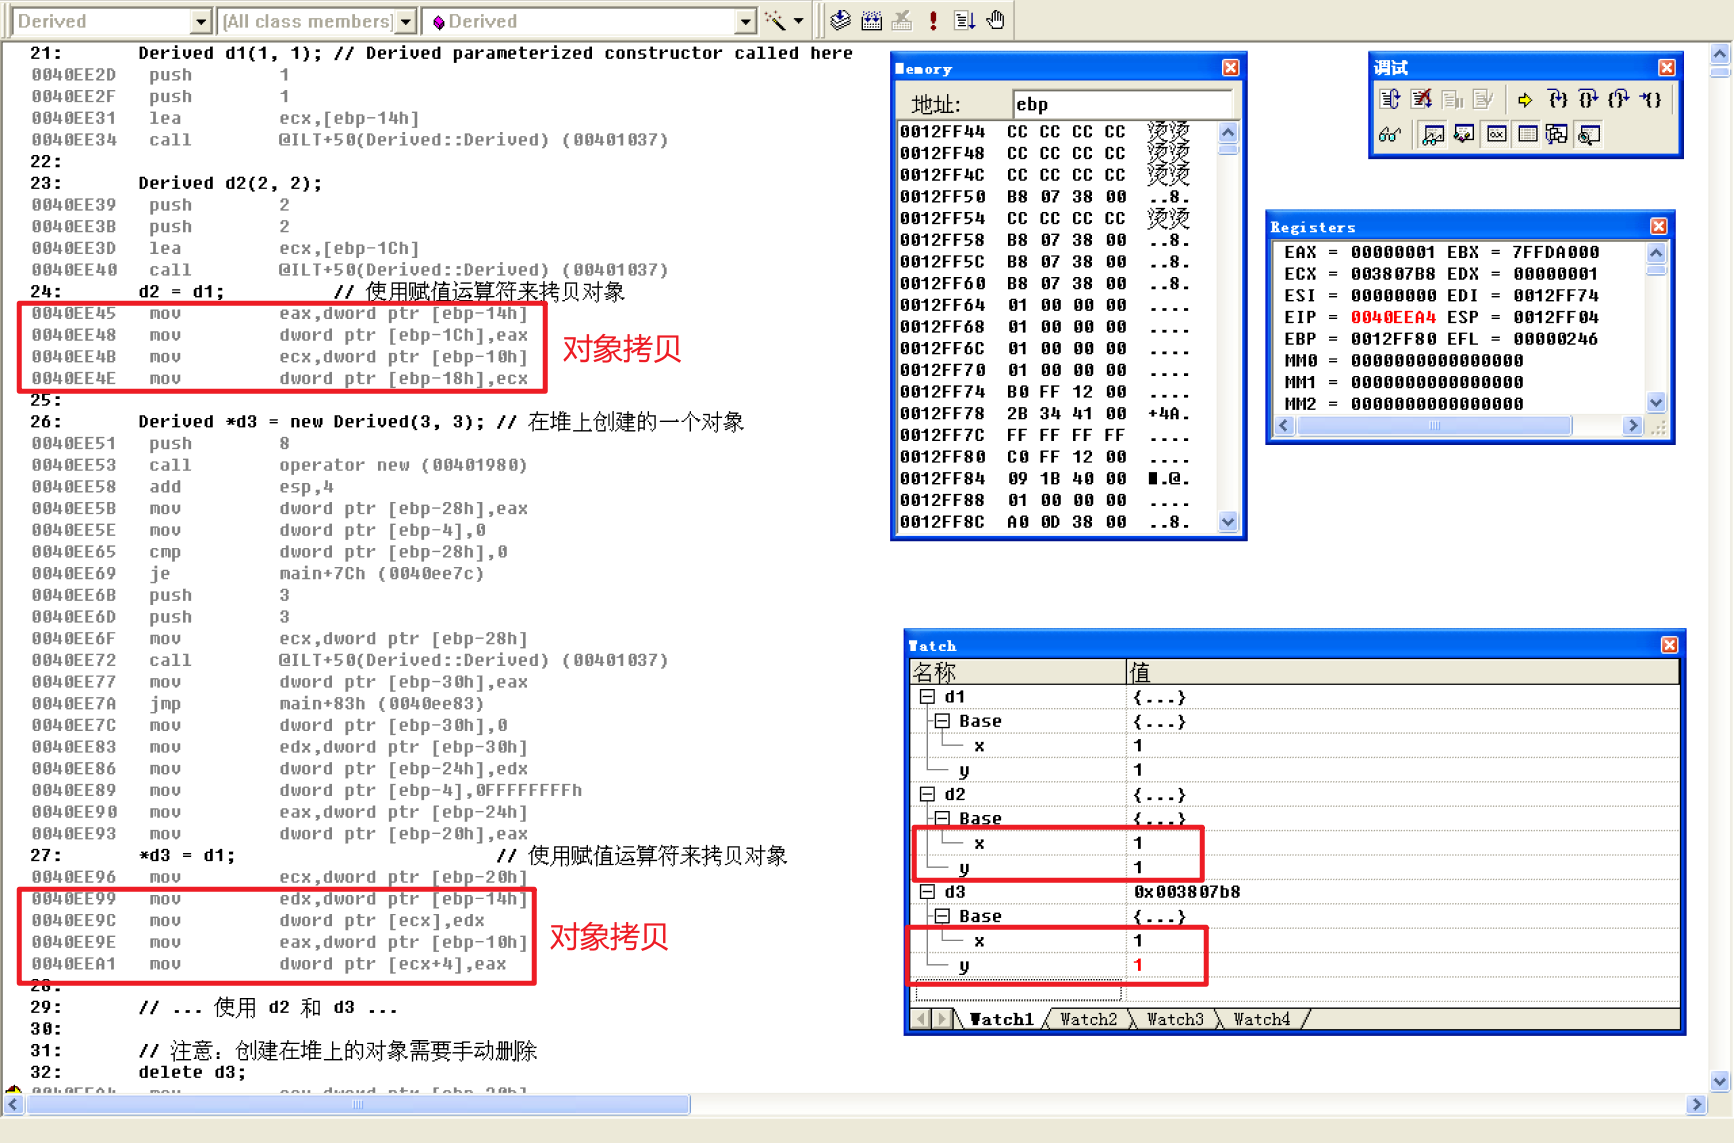 Derived [All class members] Derived
21: Derived d1(1, 1); // Derived parameterized constructor called here
0040EE2D push 1
0040EE2F push 1
0040EE31 lea ecx,[ebp-14h]
0040EE34 call @ILT+50(Derived::Derived) (00401037)
22:
23: Derived d2(2, 2);
0040EE39 push 2
0040EE3B push 2
0040EE3D lea ecx,[ebp-1Ch]
0040EE40 call @ILT+50(Derived::Derived) (00401037)
24: d2 = d1; // 使用赋值运算符来拷贝对象
0040EE45 mov eax,dword ptr [ebp-14h]
0040EE48 mov dword ptr [ebp-1Ch],eax
0040EE4B mov ecx,dword ptr [ebp-10h]
0040EE4E mov dword ptr [ebp-18h],ecx
对象拷贝
25:
26: Derived *d3 = new Derived(3, 3); // 在堆上创建的一个对象
0040EE51 push 8
0040EE53 call operator new (00401980)
0040EE58 add esp,4
0040EE5B mov dword ptr [ebp-28h],eax
0040EE5E mov dword ptr [ebp-4],0
0040EE65 cmp dword ptr [ebp-28h],0
0040EE69 je main+7Ch (0040ee7c)
0040EE6B push 3
0040EE6D push 3
0040EE6F mov ecx,dword ptr [ebp-28h]
0040EE72 call @ILT+50(Derived::Derived) (00401037)
0040EE77 mov dword ptr [ebp-30h],eax
0040EE7A jmp main+83h (0040ee83)
0040EE7C mov dword ptr [ebp-30h],0
0040EE83 mov edx,dword ptr [ebp-30h]
0040EE86 mov dword ptr [ebp-24h],edx
0040EE89 mov dword ptr [ebp-4],0FFFFFFFFh
0040EE90 mov eax,dword ptr [ebp-24h]
0040EE93 mov dword ptr [ebp-20h],eax
27: *d3 = d1; // 使用赋值运算符来拷贝对象
0040EE96 mov ecx,dword ptr [ebp-20h]
0040EE99 mov edx,dword ptr [ebp-14h]
0040EE9C mov dword ptr [ecx],edx
0040EE9E mov eax,dword ptr [ebp-10h]
0040EEA1 mov dword ptr [ecx+4],eax
对象拷贝
28:
29: // ... 使用 d2 和 d3 ...
30:
31: // 注意: 创建在堆上的对象需要手动删除
32: delete d3;
Memory
地址: ebp
0012FF44 CC CC CC CC 烫烫
0012FF48 CC CC CC CC 烫烫
0012FF4C CC CC CC CC 烫烫
0012FF50 B8 07 38 00 ..8.
0012FF54 CC CC CC CC 烫烫
0012FF58 B8 07 38 00 ..8.
0012FF5C B8 07 38 00 ..8.
0012FF60 B8 07 38 00 ..8.
0012FF64 01 00 00 00 ....
0012FF68 01 00 00 00 ....
0012FF6C 01 00 00 00 ....
0012FF70 01 00 00 00 ....
0012FF74 B0 FF 12 00 ....
0012FF78 2B 34 41 00 +4A.
0012FF7C FF FF FF FF ....
0012FF80 C0 FF 12 00 ....
0012FF84 09 1B 40 00 ■.@.
0012FF88 01 00 00 00 ....
0012FF8C A0 0D 38 00 ..8.
调试
Registers
EAX = 00000001 EBX = 7FFDA000
ECX = 003807B8 EDX = 00000001
ESI = 00000000 EDI = 0012FF74
EIP = 0040EEA4 ESP = 0012FF04
EBP = 0012FF80 EFL = 00000246
MM0 = 0000000000000000
MM1 = 0000000000000000
MM2 = 0000000000000000
Watch
名称 值
d1 {...}
Base {...}
x 1
y 1
d2 {...}
Base {...}
x 1
y 1
d3 0x003807b8
Base {...}
x 1
y 1
Watch1 Watch2 Watch3 Watch4